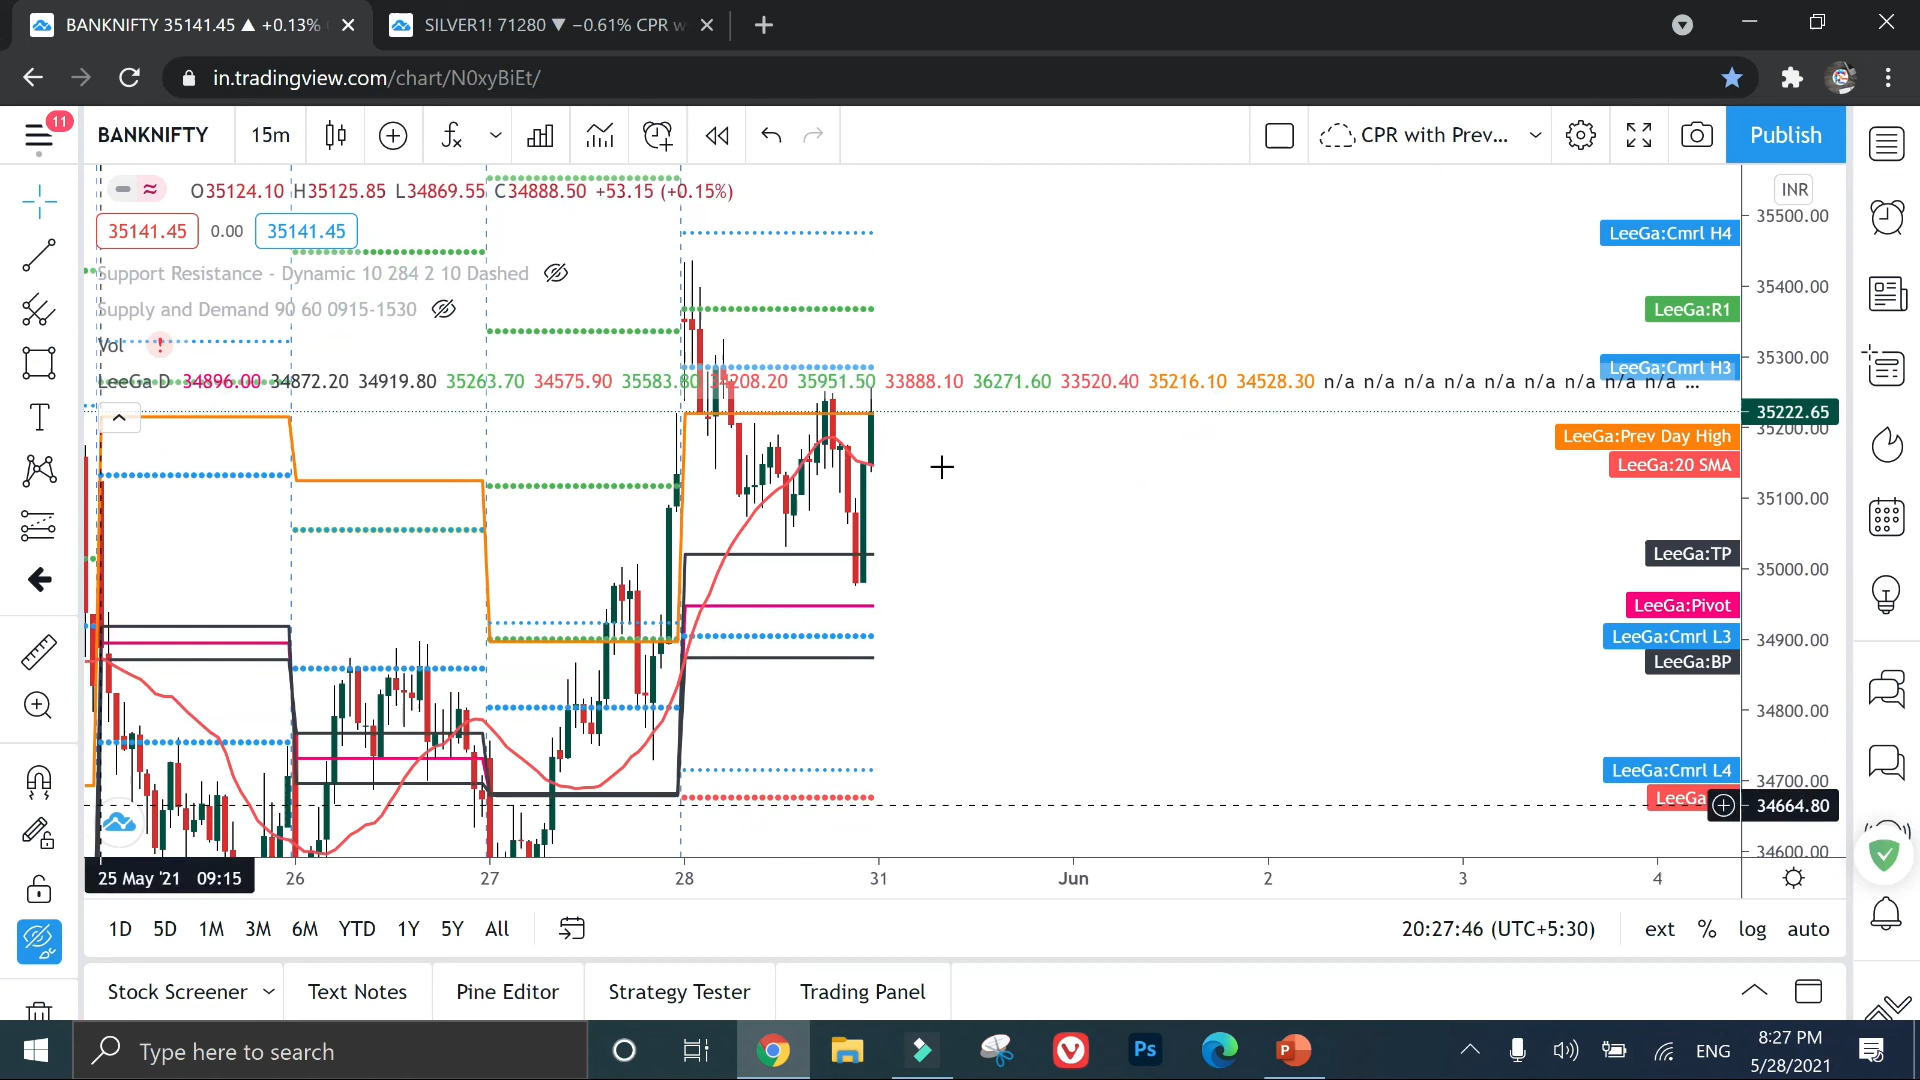 BANKNIFTY 35141.45 ▲ +0.13%
SILVER1! 71280 ▼ −0.61% CPR w
in.tradingview.com/chart/N0xyBiEt/
11
BANKNIFTY
15m
CPR with Prev...
Publish
O35124.10 H35125.85 L34869.55 C34888.50 +53.15 (+0.15%)
INR
35141.45
0.00
35141.45
Support Resistance - Dynamic 10 284 2 10 Dashed
Supply and Demand 90 60 0915-1530
Vol
!
LeeGa D 34896.00 34872.20 34919.80 35263.70 34575.90 35583.80 34208.20 35951.50 33888.10 36271.60 33520.40 35216.10 34528.30 n/a n/a n/a n/a n/a n/a n/a n/a n/a ...
35500.00
LeeGa:Cmrl H4
35400.00
LeeGa:R1
35300.00
LeeGa:Cmrl H3
35222.65
35200.00
LeeGa:Prev Day High
LeeGa:20 SMA
35100.00
LeeGa:TP
35000.00
LeeGa:Pivot
LeeGa:Cmrl L3
34900.00
LeeGa:BP
34800.00
LeeGa:Cmrl L4
34700.00
LeeGa
34664.80
34600.00
25 May '21 09:15
26
27
28
31
Jun
2
3
4
1D 5D 1M 3M 6M YTD 1Y 5Y All
20:27:46 (UTC+5:30)
ext % log auto
Stock Screener
Text Notes
Pine Editor
Strategy Tester
Trading Panel
Type here to search
Ps
P
ENG
8:27 PM
5/28/2021